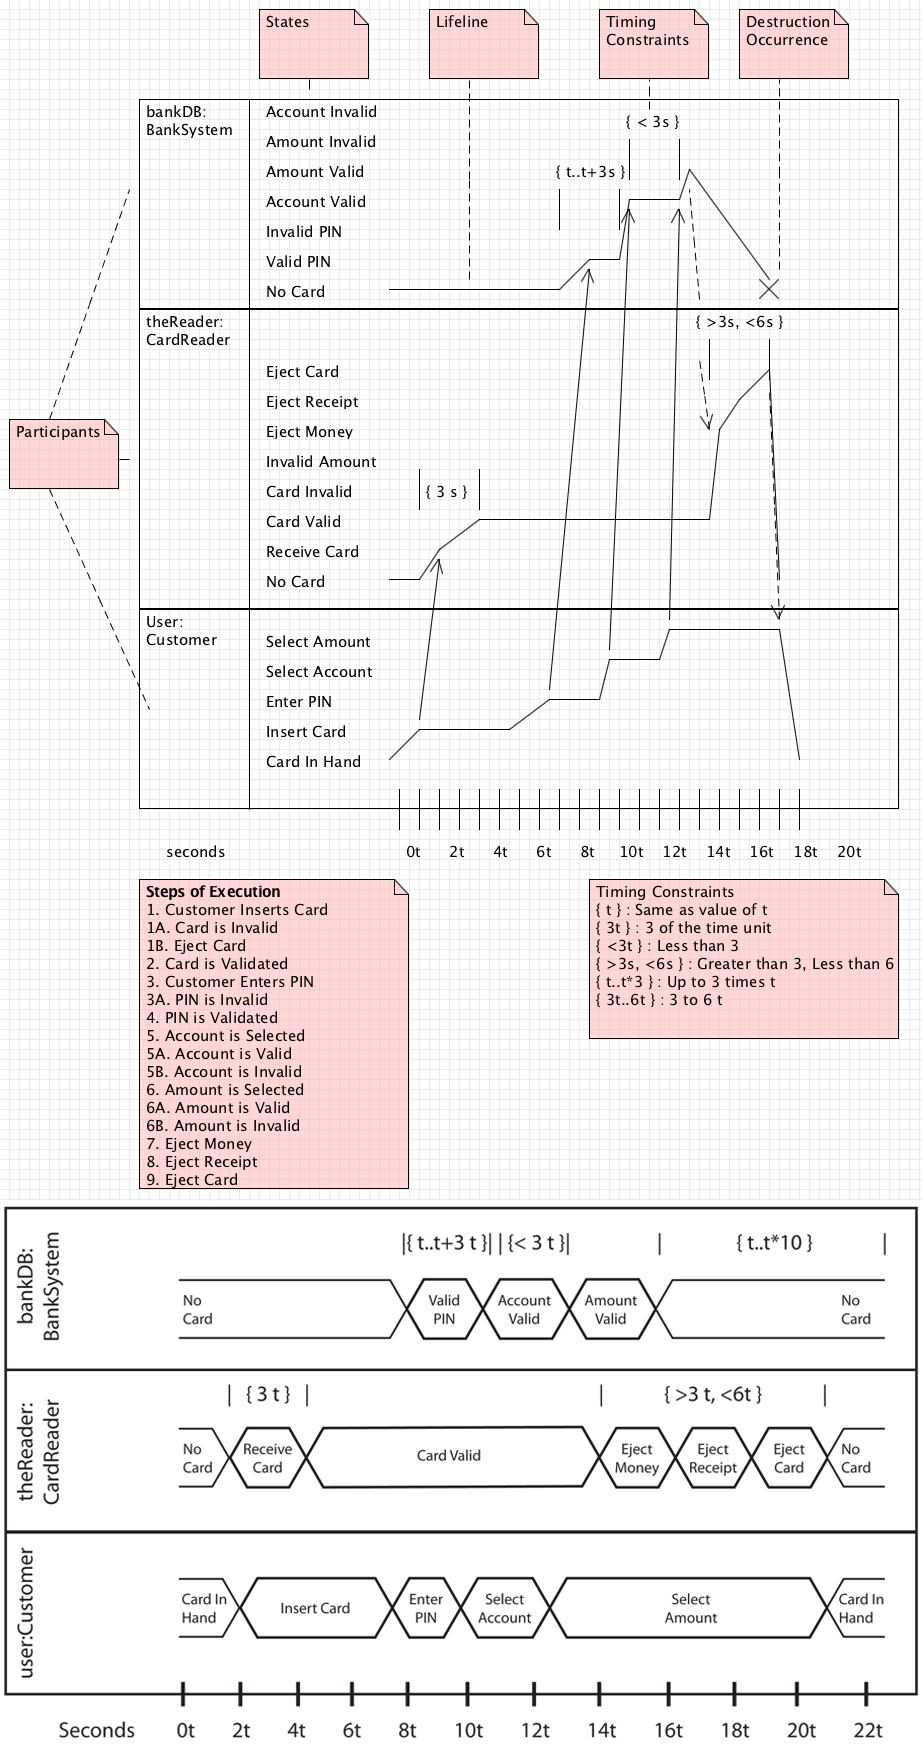 States
Lifeline
Timing
Constraints
Destruction
Occurrence
bankDB:
BankSystem
Account Invalid
Amount Invalid
Amount Valid
Account Valid
Invalid PIN
Valid PIN
No Card
{ < 3s }
{ t..t+3s }
theReader:
CardReader
{ >3s, <6s }
Eject Card
Eject Receipt
Eject Money
Invalid Amount
Card Invalid
Card Valid
Receive Card
No Card
{ 3 s }
Participants
User:
Customer
Select Amount
Select Account
Enter PIN
Insert Card
Card In Hand
seconds 0t 2t 4t 6t 8t 10t 12t 14t 16t 18t 20t
Steps of Execution
1. Customer Inserts Card
1A. Card is Invalid
1B. Eject Card
2. Card is Validated
3. Customer Enters PIN
3A. PIN is Invalid
4. PIN is Validated
5. Account is Selected
5A. Account is Valid
5B. Account is Invalid
6. Amount is Selected
6A. Amount is Valid
6B. Amount is Invalid
7. Eject Money
8. Eject Receipt
9. Eject Card
Timing Constraints
{ t } : Same as value of t
{ 3t } : 3 of the time unit
{ <3t } : Less than 3
{ >3s, <6s } : Greater than 3, Less than 6
{ t..t*3 } : Up to 3 times t
{ 3t..6t } : 3 to 6 t
bankDB:
BankSystem
{ t..t+3 t } {< 3 t } { t..t*10 }
No
Card
Valid
PIN
Account
Valid
Amount
Valid
No
Card
theReader:
CardReader
{ 3 t } { >3 t, <6t }
No
Card
Receive
Card
Card Valid
Eject
Money
Eject
Receipt
Eject
Card
No
Card
user:Customer
Card In
Hand
Insert Card
Enter
PIN
Select
Account
Select
Amount
Card In
Hand
Seconds 0t 2t 4t 6t 8t 10t 12t 14t 16t 18t 20t 22t